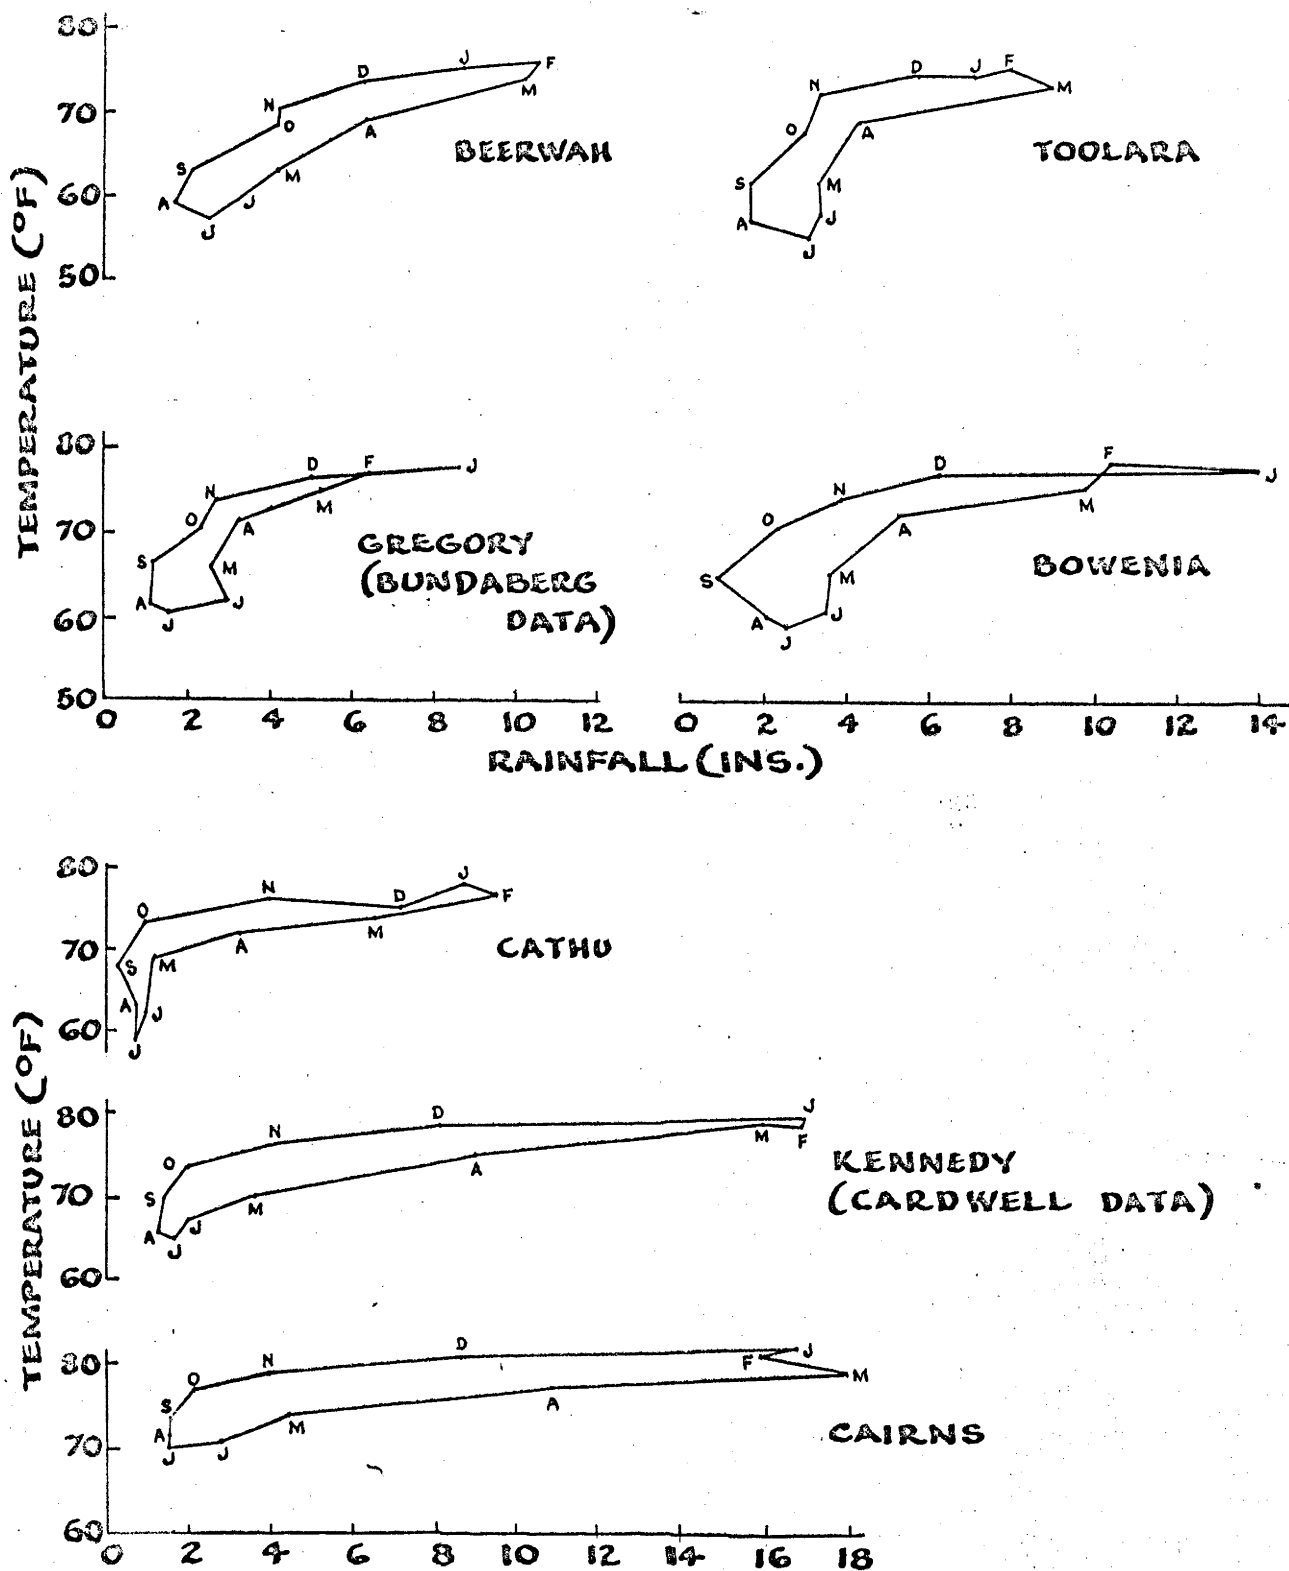 TEMPERATURE (°F)
80
70
60
50
J
F
M
D
N
O
A
S
M
A
J
J
BEERWAH
D
J
F
N
M
O
A
S
M
A
J
J
TOOLARA
80
70
60
50
D
F
J
N
M
O
A
S
M
A
J
J
GREGORY
(BUNDABERG
DATA)
F
D
J
N
M
O
A
S
M
J
A
J
BOWENIA
0 2 4 6 8 10 12
0 2 4 6 8 10 12 14
RAINFALL (INS.)
TEMPERATURE (°F)
80
70
60
J
N
D
F
O
M
A
S
M
A
J
J
CATHU
80
70
60
J
D
N
M
F
O
A
S
M
J
A
J
KENNEDY
(CARDWELL DATA)
80
70
60
D
J
N
F
O
M
S
A
M
A
J
J
CAIRNS
0 2 4 6 8 10 12 14 16 18